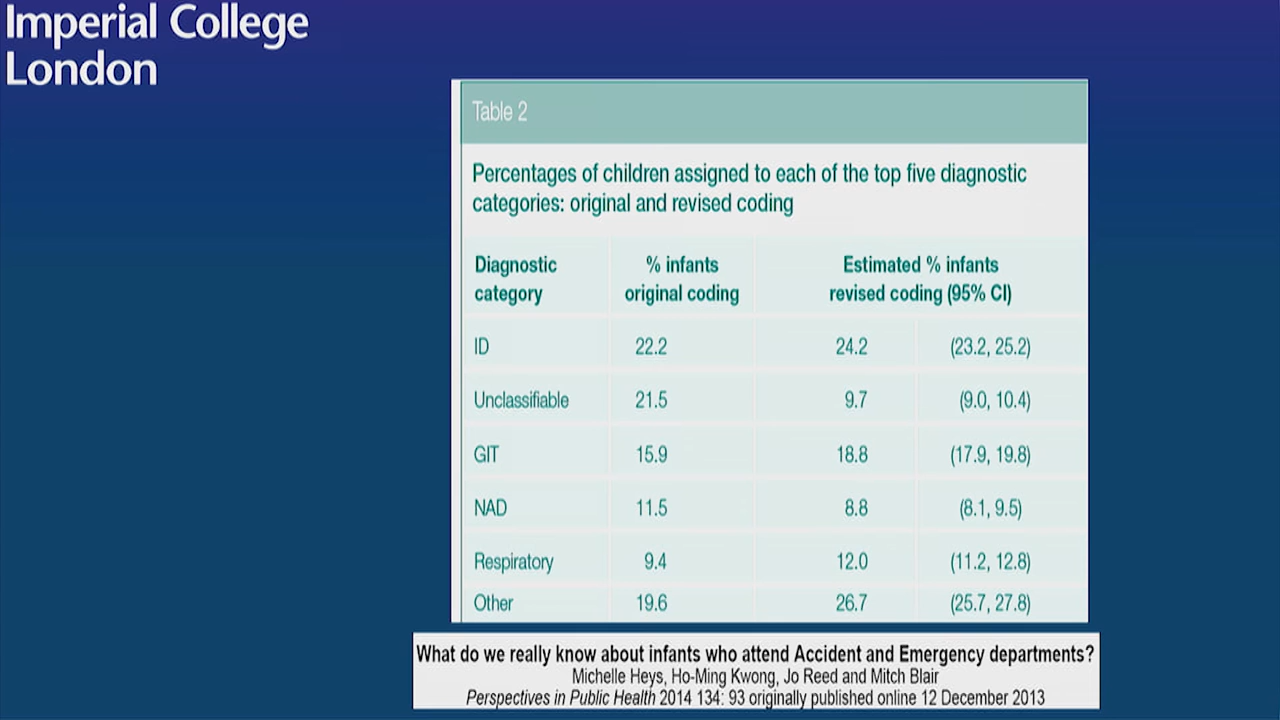 Imperial College
London
Table 2
Percentages of children assigned to each of the top five diagnostic
categories: original and revised coding
Diagnostic category % infants original coding Estimated % infants revised coding (95% CI)
ID 22.2 24.2 (23.2, 25.2)
Unclassifiable 21.5 9.7 (9.0, 10.4)
GIT 15.9 18.8 (17.9, 19.8)
NAD 11.5 8.8 (8.1, 9.5)
Respiratory 9.4 12.0 (11.2, 12.8)
Other 19.6 26.7 (25.7, 27.8)
What do we really know about infants who attend Accident and Emergency departments?
Michelle Heys, Ho-Ming Kwong, Jo Reed and Mitch Blair
Perspectives in Public Health 2014 134: 93 originally published online 12 December 2013